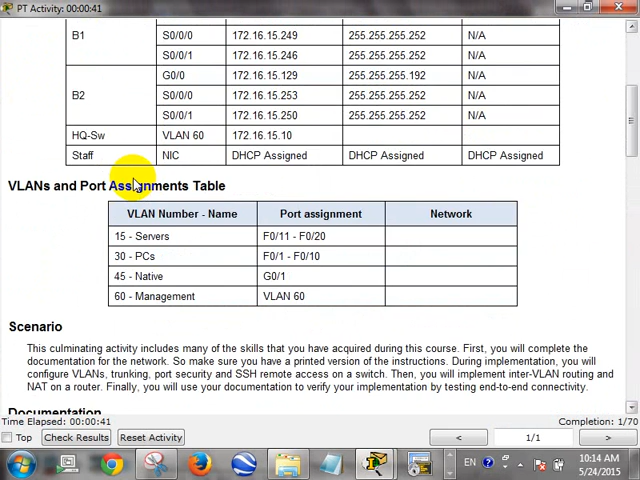 PT Activity: 00:00:41
B1 S0/0/0 172.16.15.249 255.255.255.252 N/A
S0/0/1 172.16.15.246 255.255.255.252 N/A
G0/0 172.16.15.129 255.255.255.192 N/A
B2 S0/0/0 172.16.15.253 255.255.255.252 N/A
S0/0/1 172.16.15.250 255.255.255.252 N/A
HQ-Sw VLAN 60 172.16.15.10
Staff NIC DHCP Assigned DHCP Assigned DHCP Assigned
VLANs and Port Assignments Table
VLAN Number - Name Port assignment Network
15 - Servers F0/11 - F0/20
30 - PCs F0/1 - F0/10
45 - Native G0/1
60 - Management VLAN 60
Scenario
This culminating activity includes many of the skills that you have acquired during this course. First, you will complete the
documentation for the network. So make sure you have a printed version of the instructions. During implementation, you will
configure VLANs, trunking, port security and SSH remote access on a switch. Then, you will implement inter-VLAN routing and
NAT on a router. Finally, you will use your documentation to verify your implementation by testing end-to-end connectivity.
Documentation
Time Elapsed: 00:00:41 Completion: 1/70
Top Check Results Reset Activity < 1/1 >
EN 10:14 AM
5/24/2015